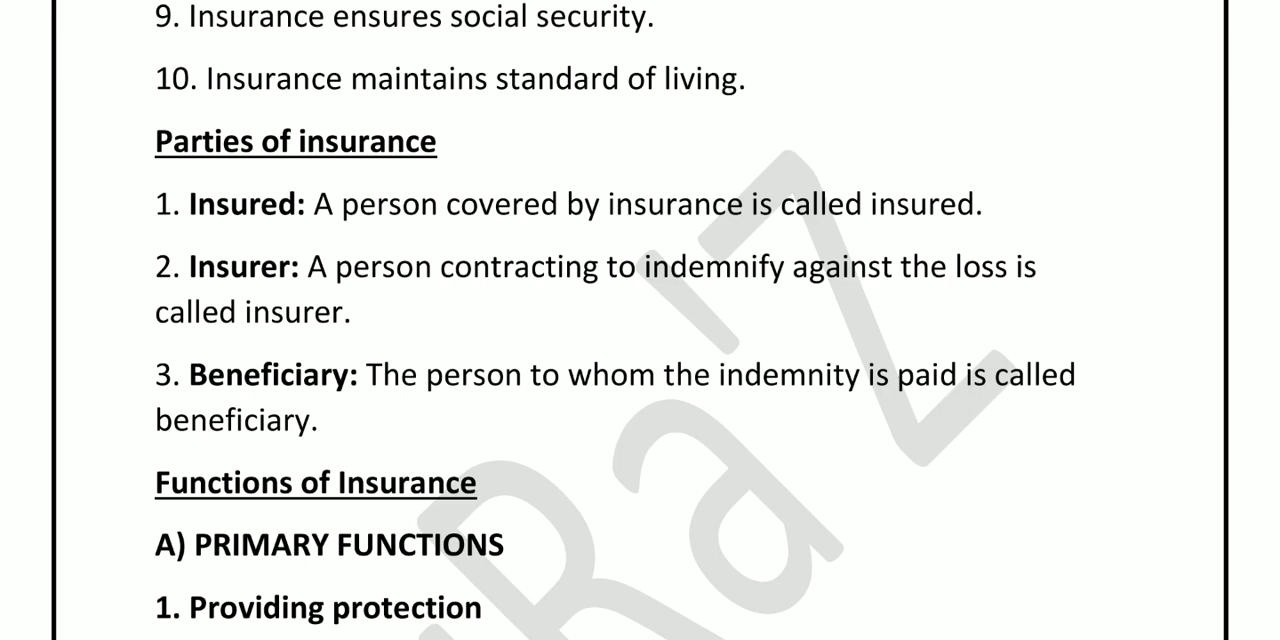 9. Insurance ensures social security.
10. Insurance maintains standard of living.
Parties of insurance
1. Insured: A person covered by insurance is called insured.
2. Insurer: A person contracting to indemnify against the loss is
called insurer.
3. Beneficiary: The person to whom the indemnity is paid is called
beneficiary.
Functions of Insurance
A) PRIMARY FUNCTIONS
1. Providing protection